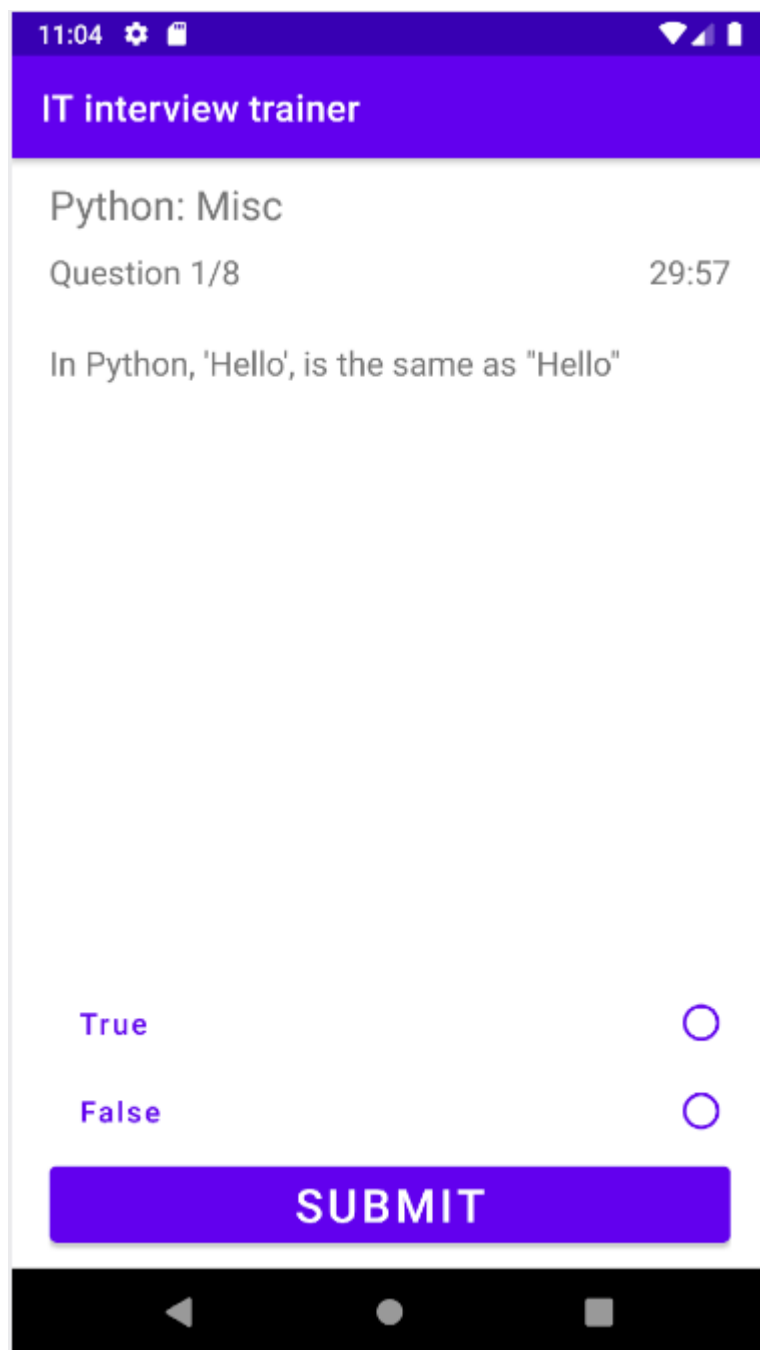 11:04
IT interview trainer
Python: Misc
Question 1/8 29:57
In Python, 'Hello', is the same as "Hello"
True
False
SUBMIT